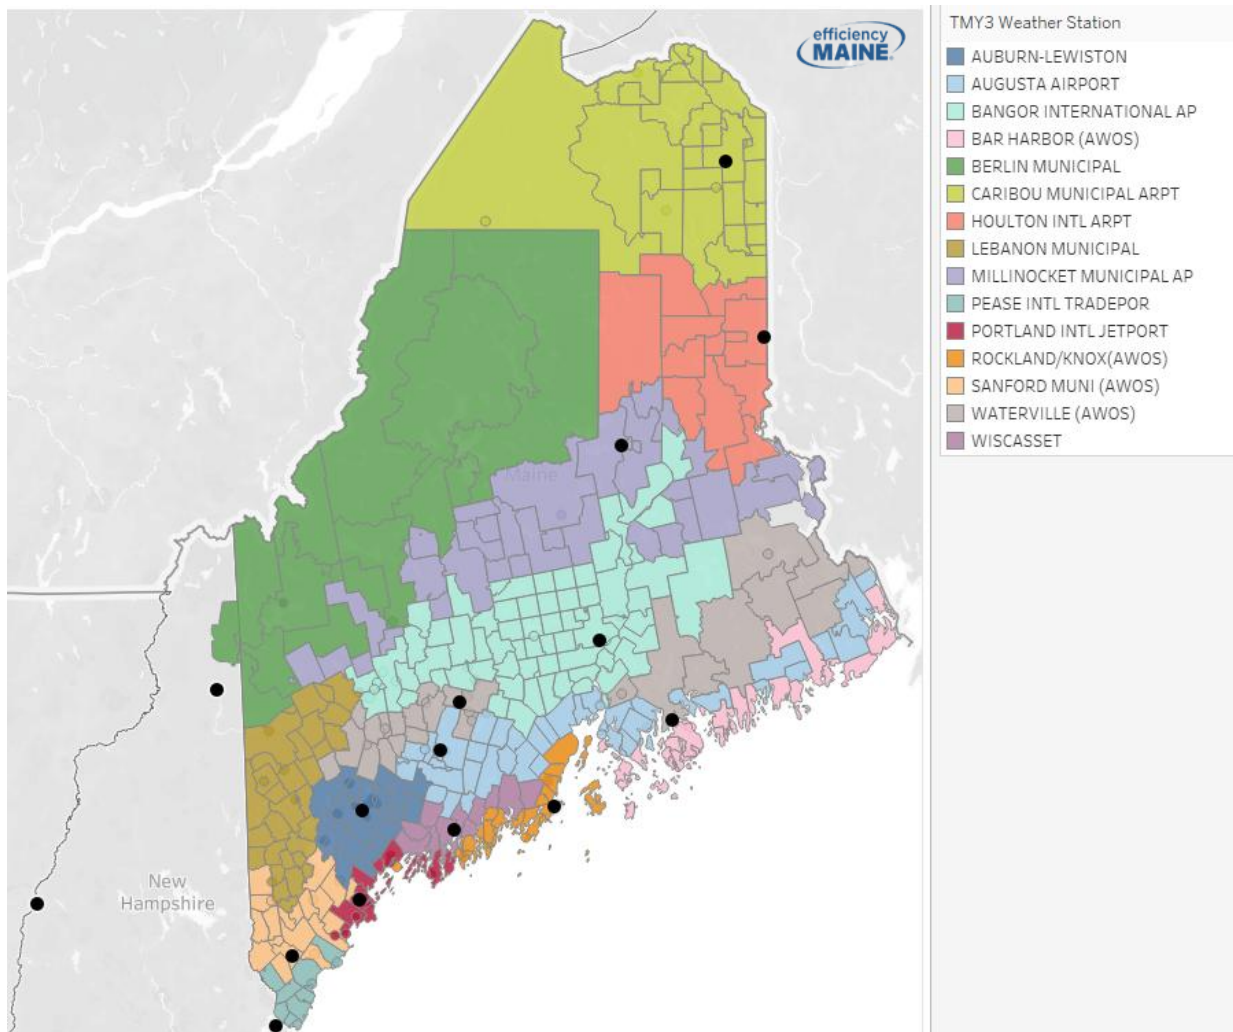 efficiency
MAINE
Maine
New
Hampshire
TMY3 Weather Station
AUBURN-LEWISTON
AUGUSTA AIRPORT
BANGOR INTERNATIONAL AP
BAR HARBOR (AWOS)
BERLIN MUNICIPAL
CARIBOU MUNICIPAL ARPT
HOULTON INTL ARPT
LEBANON MUNICIPAL
MILLINOCKET MUNICIPAL AP
PEASE INTL TRADEPOR
PORTLAND INTL JETPORT
ROCKLAND/KNOX(AWOS)
SANFORD MUNI (AWOS)
WATERVILLE (AWOS)
WISCASSET